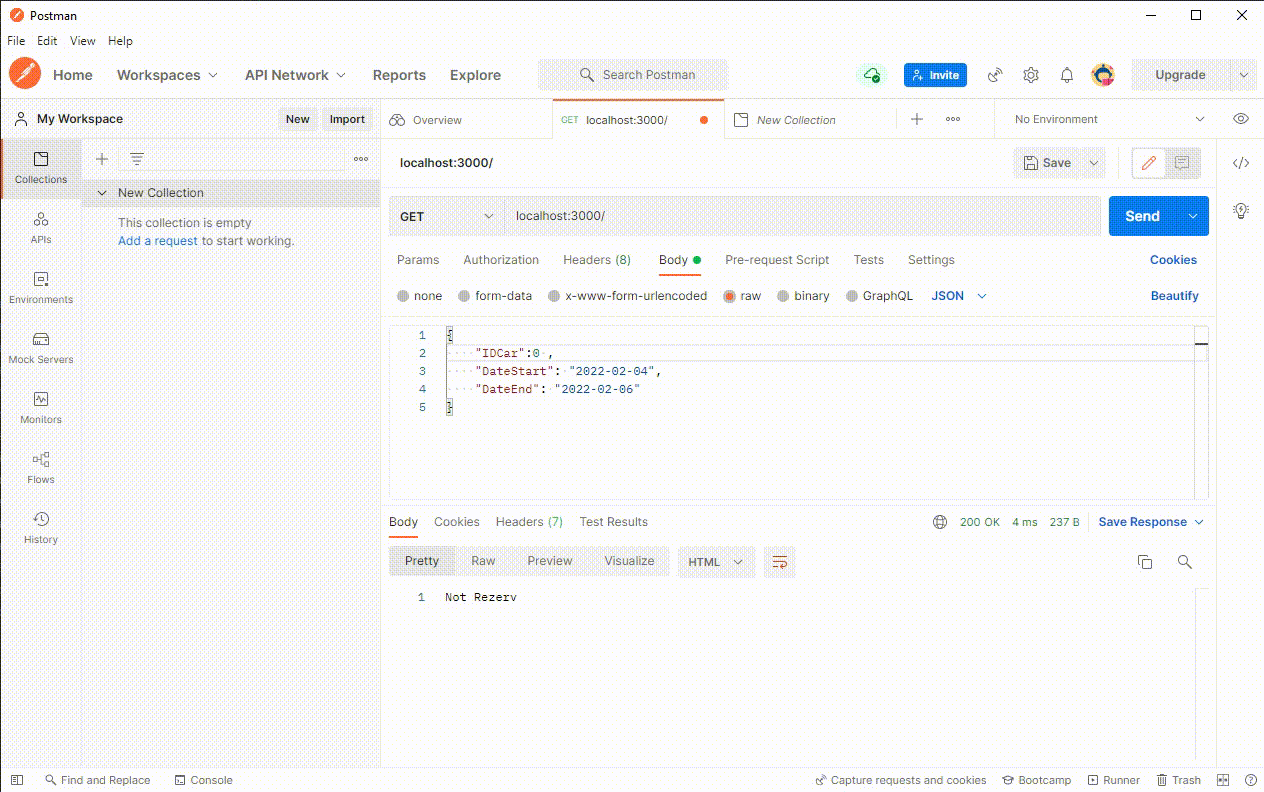 Postman
File Edit View Help
Home Workspaces API Network Reports Explore Search Postman Invite Upgrade
My Workspace New Import Overview GET localhost:3000/ New Collection No Environment
Collections
New Collection
This collection is empty
Add a request to start working.
APIs
Environments
Mock Servers
Monitors
Flows
History
localhost:3000/ Save
GET localhost:3000/ Send
Params Authorization Headers (8) Body Pre-request Script Tests Settings Cookies
none form-data x-www-form-urlencoded raw binary GraphQL JSON Beautify
1 {
2 "IDCar":0 ,
3 "DateStart": "2022-02-04",
4 "DateEnd": "2022-02-06"
5 }
Body Cookies Headers (7) Test Results 200 OK 4 ms 237 B Save Response
Pretty Raw Preview Visualize HTML
1 Not Rezerv
Find and Replace Console Capture requests and cookies Bootcamp Runner Trash